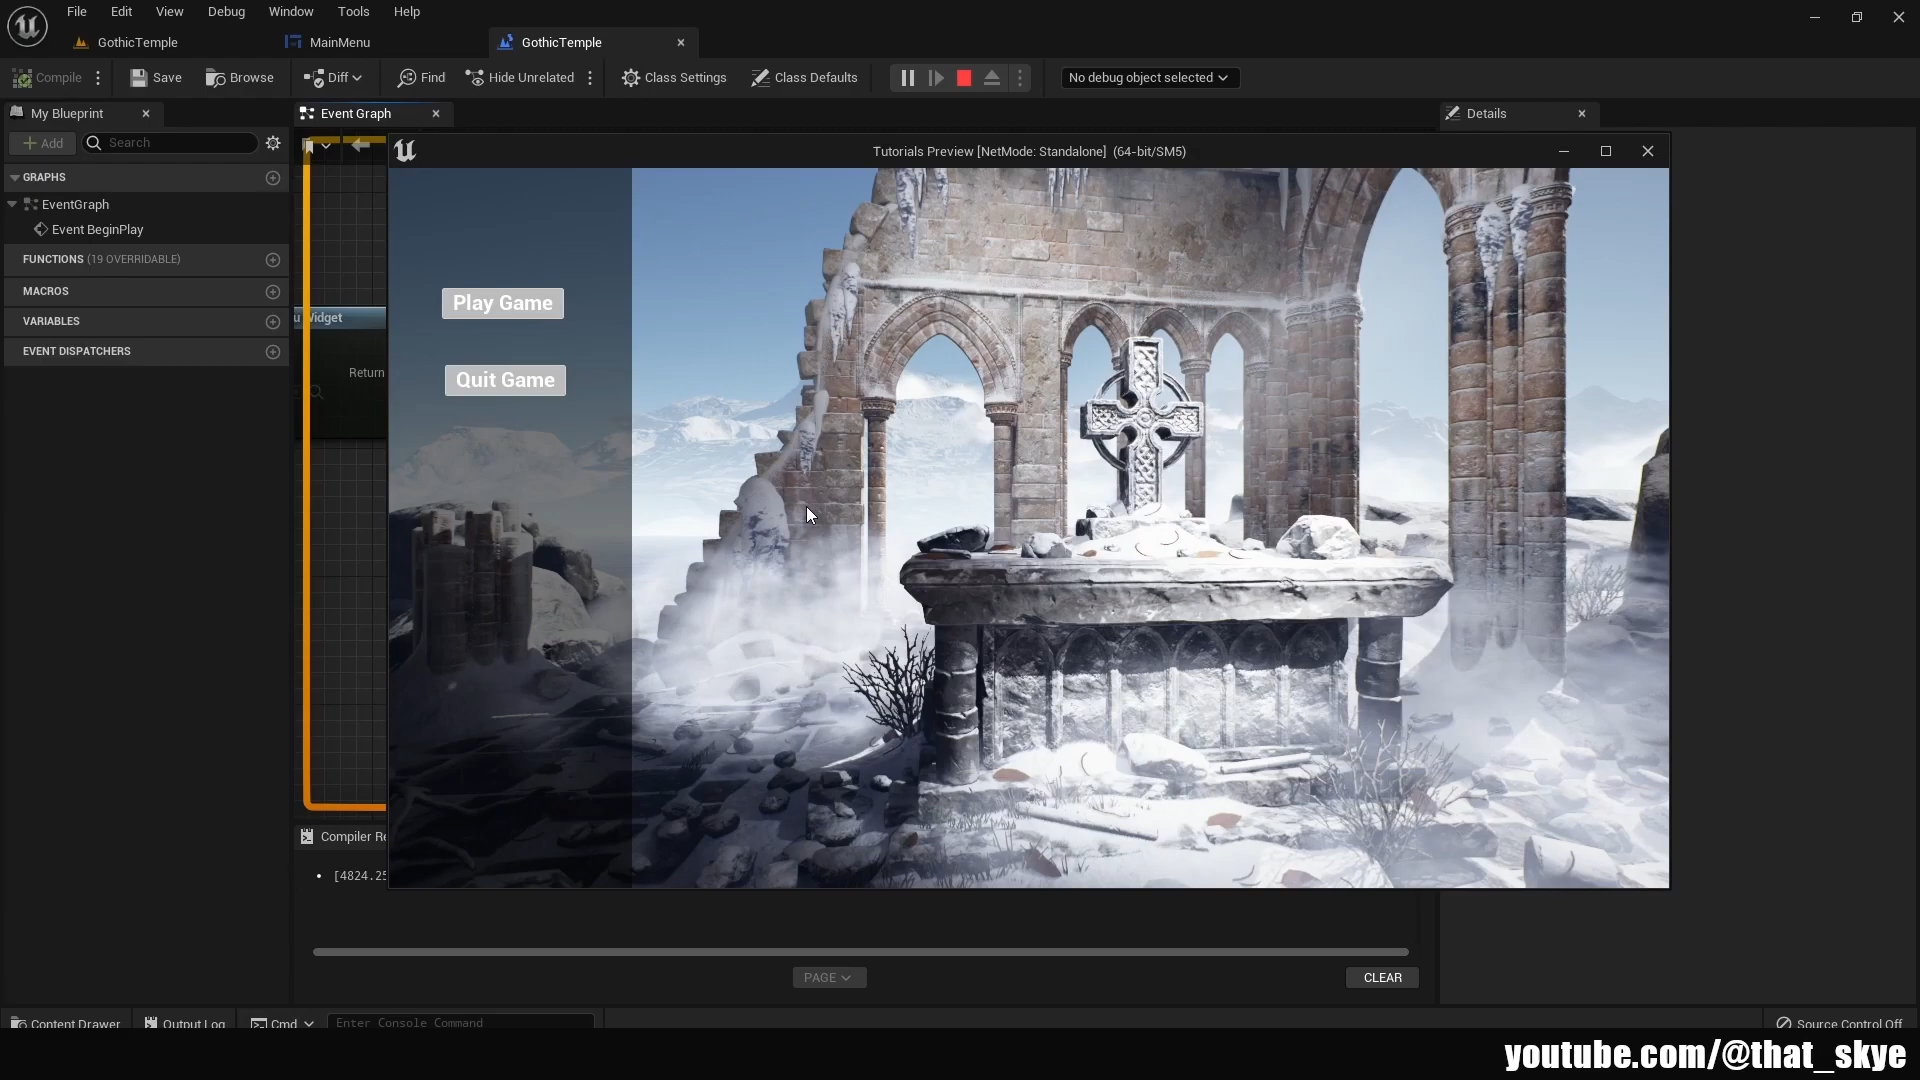 File Edit View Debug Window Tools Help
GothicTemple MainMenu GothicTemple
Compile Save Browse Diff Find Hide Unrelated Class Settings Class Defaults No debug object selected
My Blueprint Event Graph Details
Add Search
Tutorials Preview [NetMode: Standalone] (64-bit/SM5)
GRAPHS
EventGraph
Event BeginPlay
FUNCTIONS (19 OVERRIDABLE)
MACROS
VARIABLES
EVENT DISPATCHERS
u Widget
Return
Play Game
Quit Game
Compiler Re
[4824.25
PAGE CLEAR
Content Drawer Output Log Cmd Enter Console Command Source Control Off
youtube.com/@that_skye